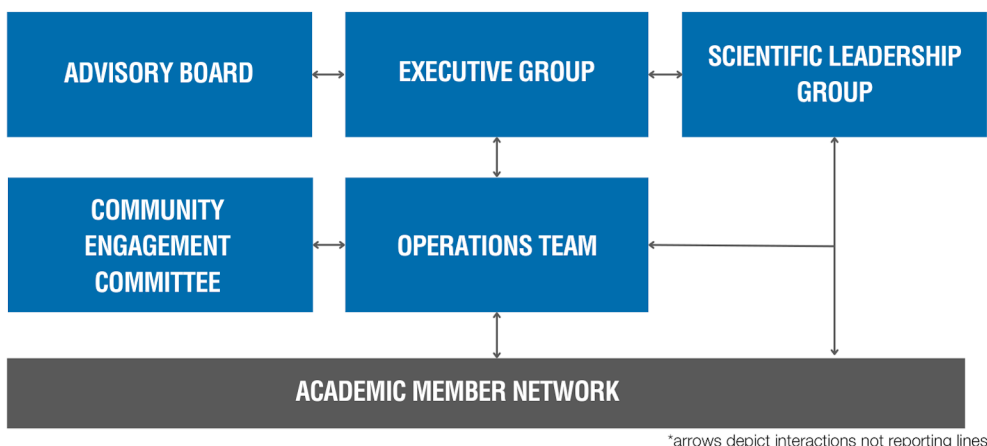 ADVISORY BOARD
EXECUTIVE GROUP
SCIENTIFIC LEADERSHIP
GROUP
COMMUNITY
ENGAGEMENT
COMMITTEE
OPERATIONS TEAM
ACADEMIC MEMBER NETWORK
*arrows depict interactions not reporting lines